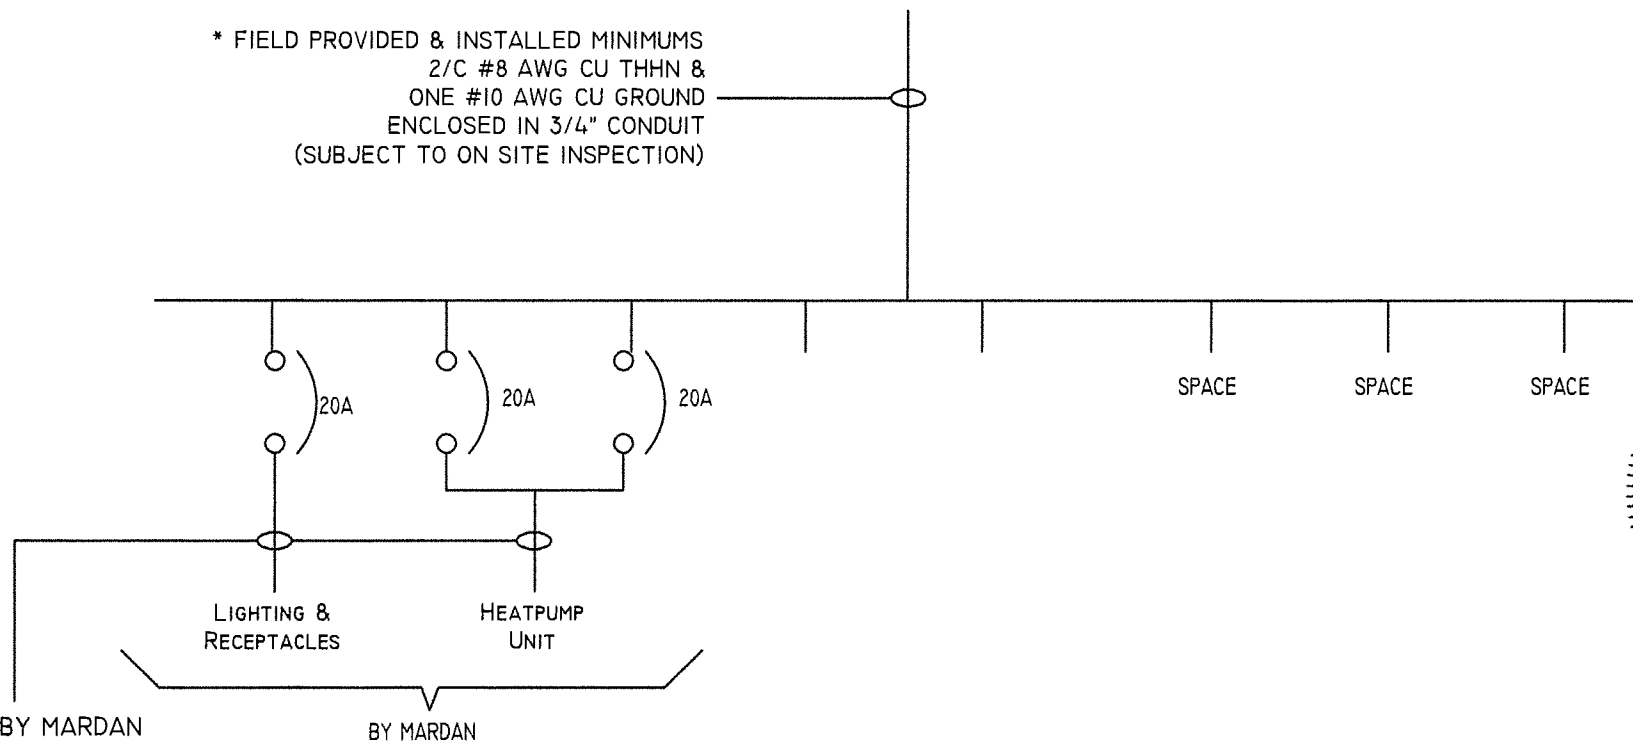 * FIELD PROVIDED & INSTALLED MINIMUMS
2/C #8 AWG CU THHN &
ONE #10 AWG CU GROUND
ENCLOSED IN 3/4" CONDUIT
(SUBJECT TO ON SITE INSPECTION)
20A
20A
20A
SPACE
SPACE
SPACE
LIGHTING &
RECEPTACLES
HEATPUMP
UNIT
BY MARDAN
BY MARDAN